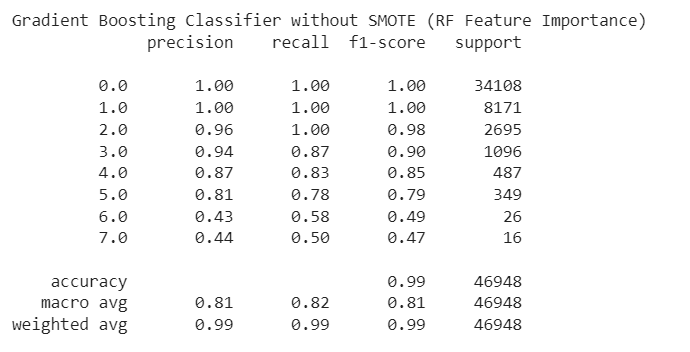 Gradient Boosting Classifier without SMOTE (RF Feature Importance)
precision recall f1-score support
0.0 1.00 1.00 1.00 34108
1.0 1.00 1.00 1.00 8171
2.0 0.96 1.00 0.98 2695
3.0 0.94 0.87 0.90 1096
4.0 0.87 0.83 0.85 487
5.0 0.81 0.78 0.79 349
6.0 0.43 0.58 0.49 26
7.0 0.44 0.50 0.47 16
accuracy 0.99 46948
macro avg 0.81 0.82 0.81 46948
weighted avg 0.99 0.99 0.99 46948